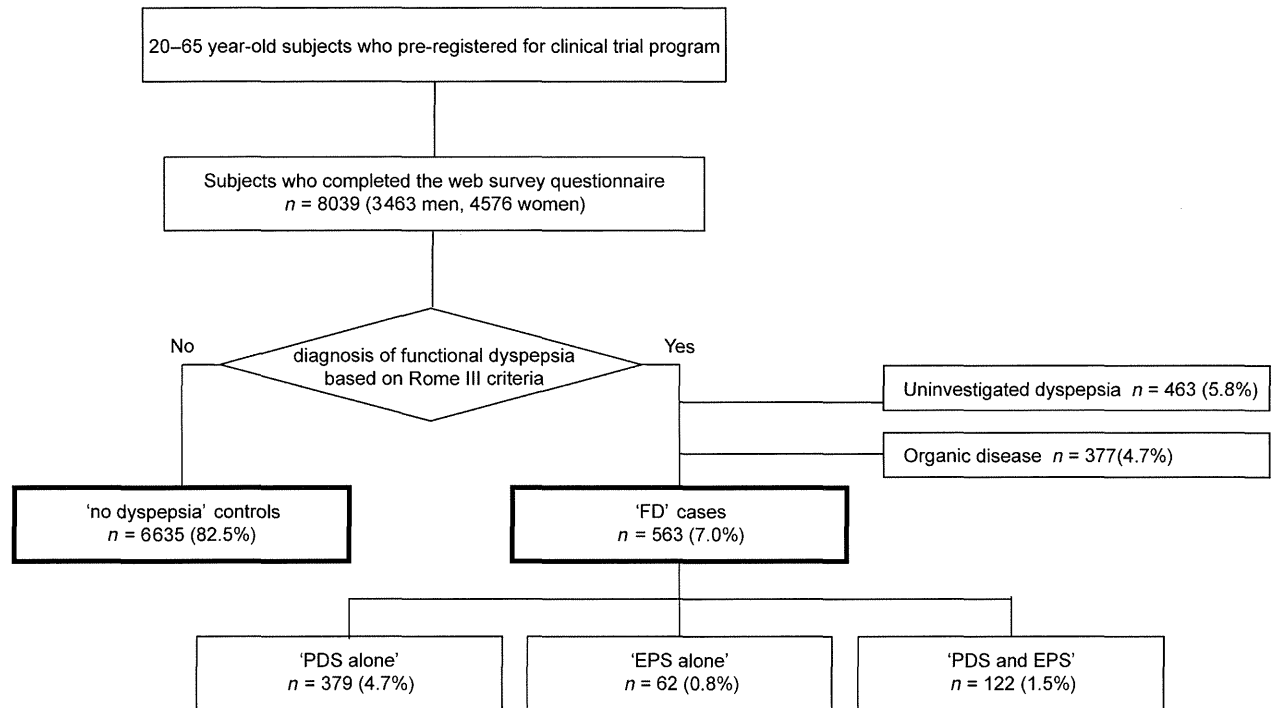 20–65 year-old subjects who pre-registered for clinical trial program
Subjects who completed the web survey questionnaire
n = 8039 (3463 men, 4576 women)
No
diagnosis of functional dyspepsia
based on Rome III criteria
Yes
Uninvestigated dyspepsia n = 463 (5.8%)
Organic disease n = 377(4.7%)
‘no dyspepsia’ controls
n = 6635 (82.5%)
‘FD’ cases
n = 563 (7.0%)
‘PDS alone’
n = 379 (4.7%)
‘EPS alone’
n = 62 (0.8%)
‘PDS and EPS’
n = 122 (1.5%)